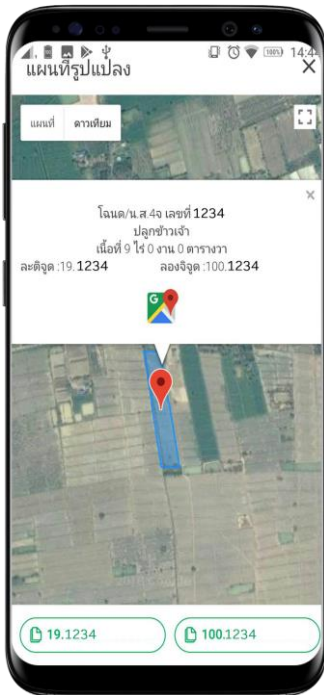 100% 14:44
แผนที่รูปแปลง
แผนที่ ดาวเทียม
โฉนด/น.ส.4จ เลขที่ 1234
ปลูกข้าวเจ้า
เนื้อที่ 9 ไร่ 0 งาน 0 ตารางวา
ละติจูด :19.1234 ลองจิจูด :100.1234
G
19.1234 100.1234